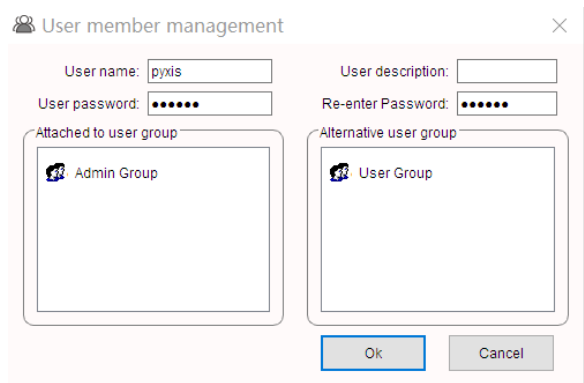 User member management
User name: pyxis
User description:
User password: ••••••
Re-enter Password: ••••••
Attached to user group
Alternative user group
Admin Group
User Group
Ok
Cancel